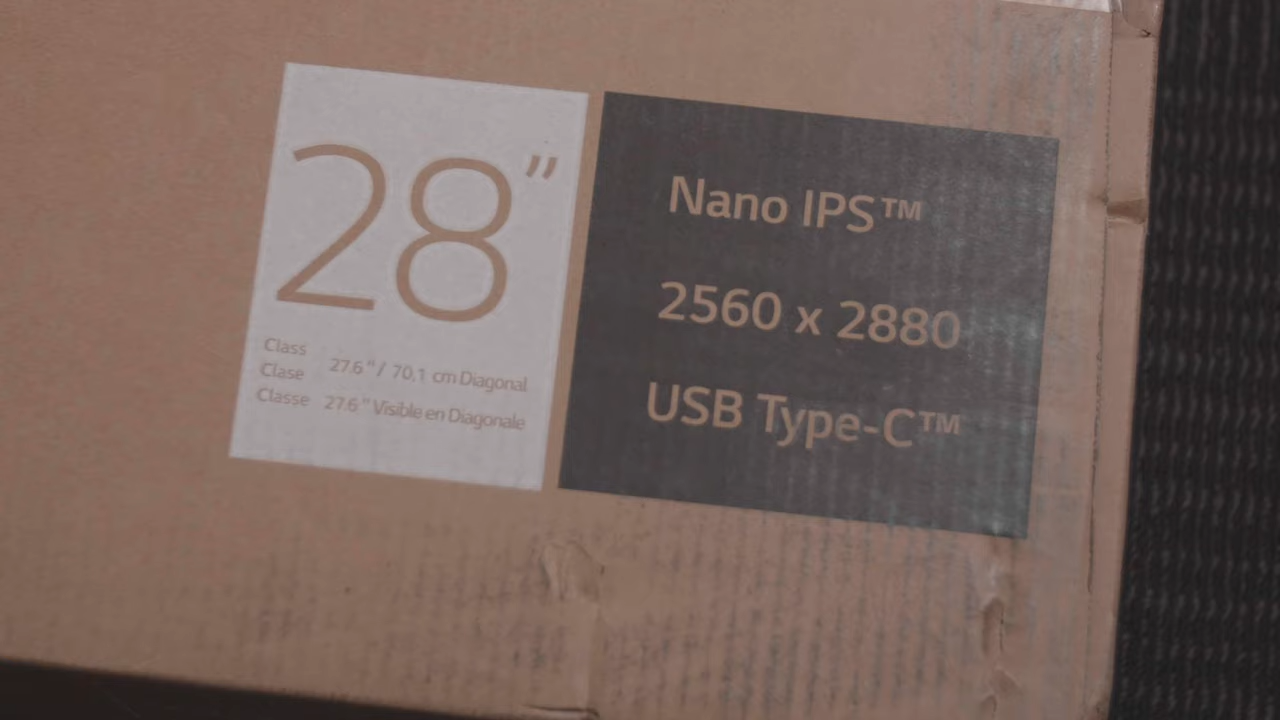 28”
Class
Clase
27.6 "/ 70.1 cm Diagonal
Classe 27.6 " Visible en Diagonale
Nano IPS™
2560 x 2880
USB Type-C™